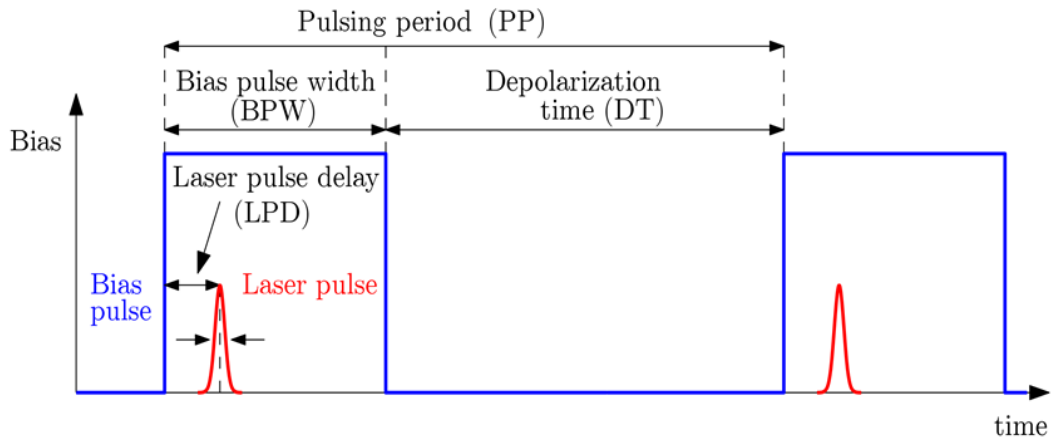 Pulsing period (PP)
Bias pulse width
(BPW)
Depolarization
time (DT)
Bias
Laser pulse delay
(LPD)
Bias
pulse
Laser pulse
time